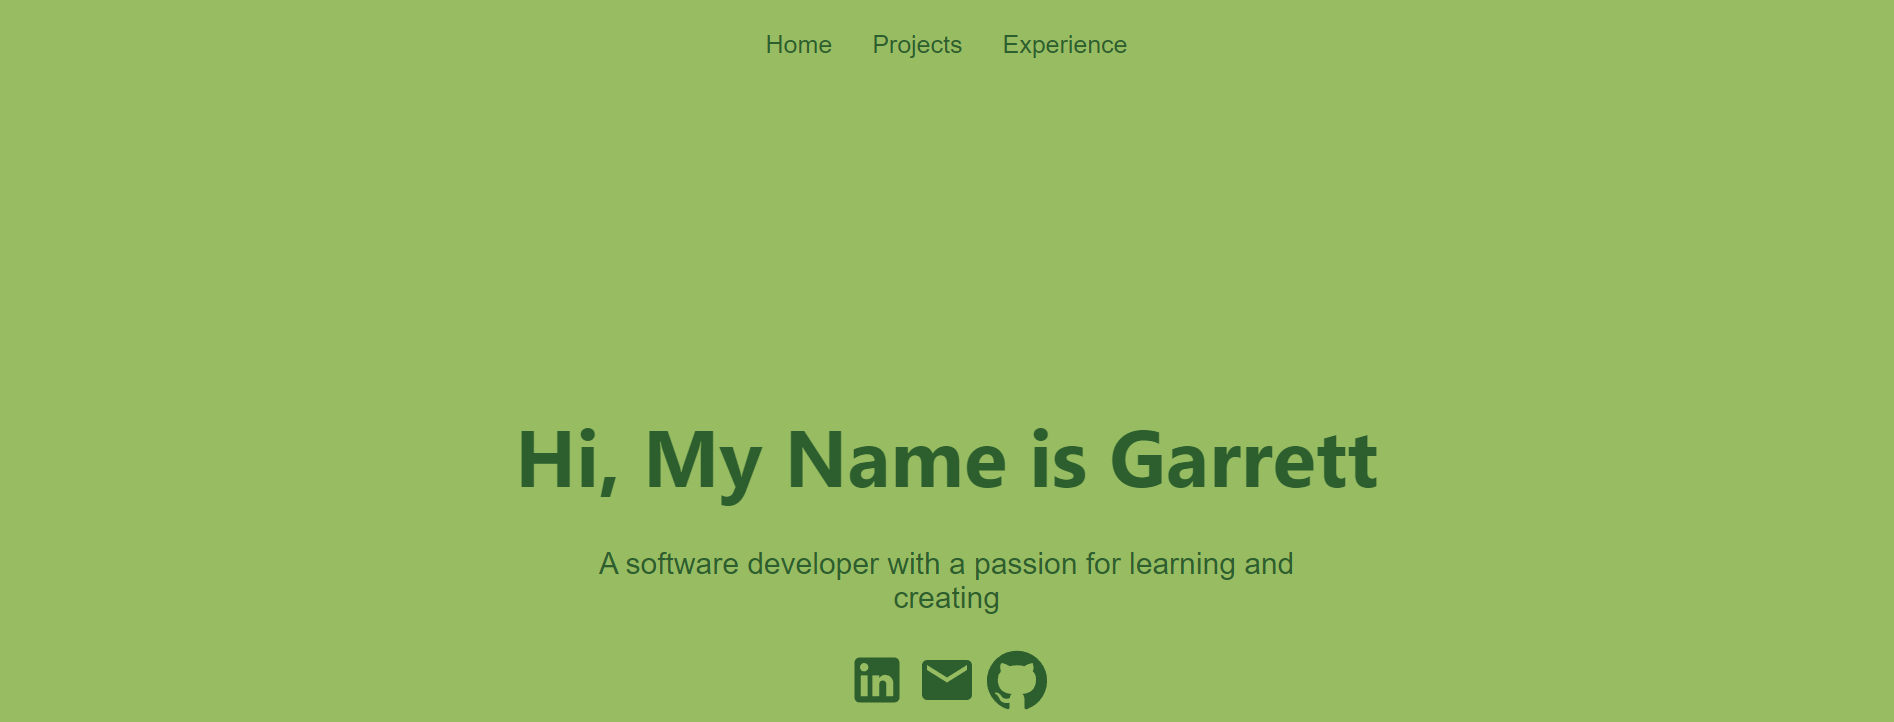 Home Projects Experience
Hi, My Name is Garrett
A software developer with a passion for learning and
creating
in